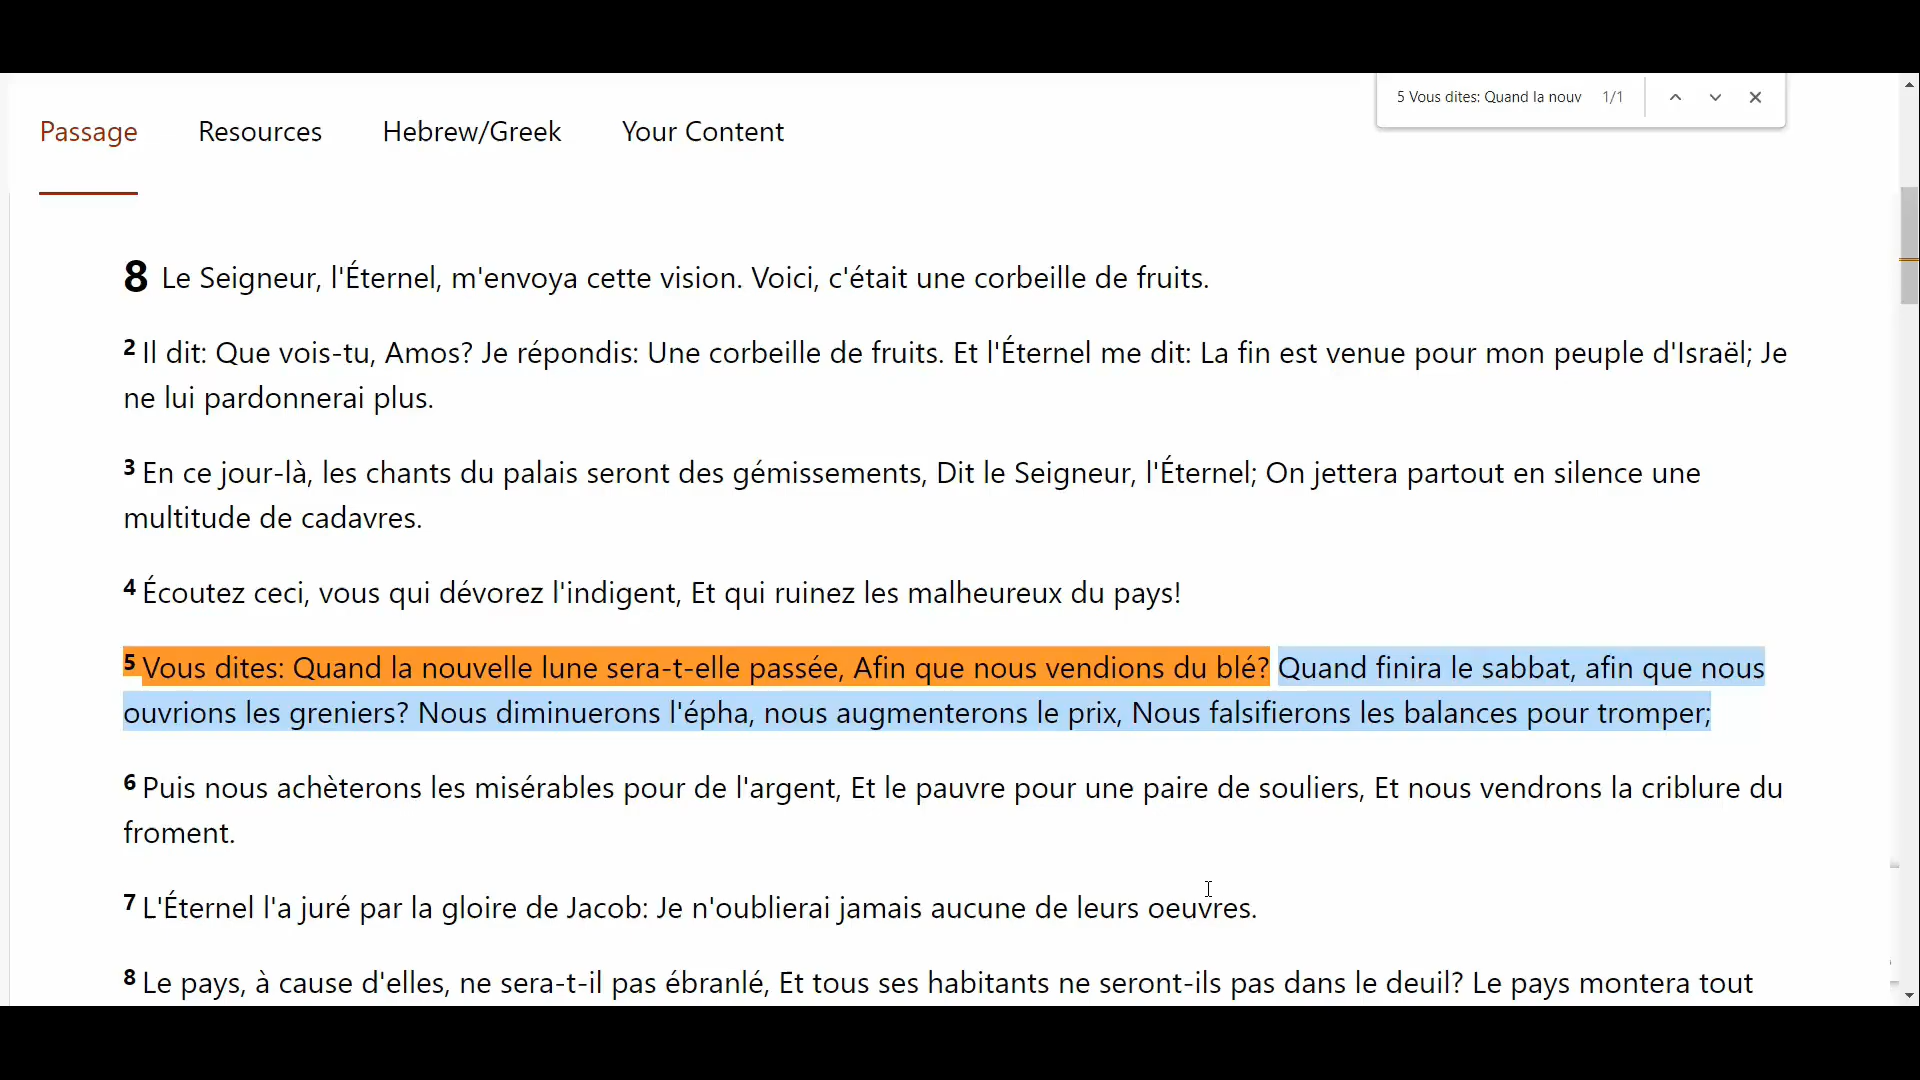 5 Vous dites: Quand la nouv 1/1
Passage Resources Hebrew/Greek Your Content
8 Le Seigneur, l'Éternel, m'envoya cette vision. Voici, c'était une corbeille de fruits.
2 Il dit: Que vois-tu, Amos? Je répondis: Une corbeille de fruits. Et l'Éternel me dit: La fin est venue pour mon peuple d'Israël; Je
ne lui pardonnerai plus.
3 En ce jour-là, les chants du palais seront des gémissements, Dit le Seigneur, l'Éternel; On jettera partout en silence une
multitude de cadavres.
4 Écoutez ceci, vous qui dévorez l'indigent, Et qui ruinez les malheureux du pays!
5 Vous dites: Quand la nouvelle lune sera-t-elle passée, Afin que nous vendions du blé? Quand finira le sabbat, afin que nous
ouvrions les greniers? Nous diminuerons l'épha, nous augmenterons le prix, Nous falsifierons les balances pour tromper;
6 Puis nous achèterons les misérables pour de l'argent, Et le pauvre pour une paire de souliers, Et nous vendrons la criblure du
froment.
7 L'Éternel l'a juré par la gloire de Jacob: Je n'oublierai jamais aucune de leurs oeuvres.
8 Le pays, à cause d'elles, ne sera-t-il pas ébranlé, Et tous ses habitants ne seront-ils pas dans le deuil? Le pays montera tout